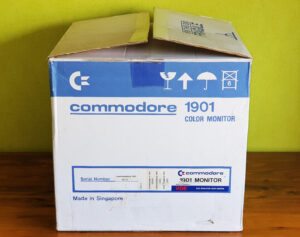 commodore 1901
COLOR MONITOR
Serial Number
commodore
1901 MONITOR
Made in Singapore